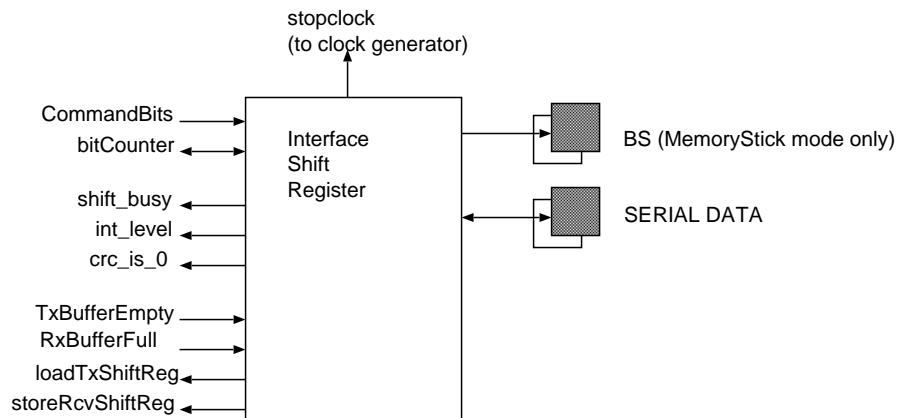 stopclock
(to clock generator)
CommandBits
bitCounter
shift_busy
int_level
crc_is_0
TxBufferEmpty
RxBufferFull
loadTxShiftReg
storeRcvShiftReg
Interface
Shift
Register
BS (MemoryStick mode only)
SERIAL DATA